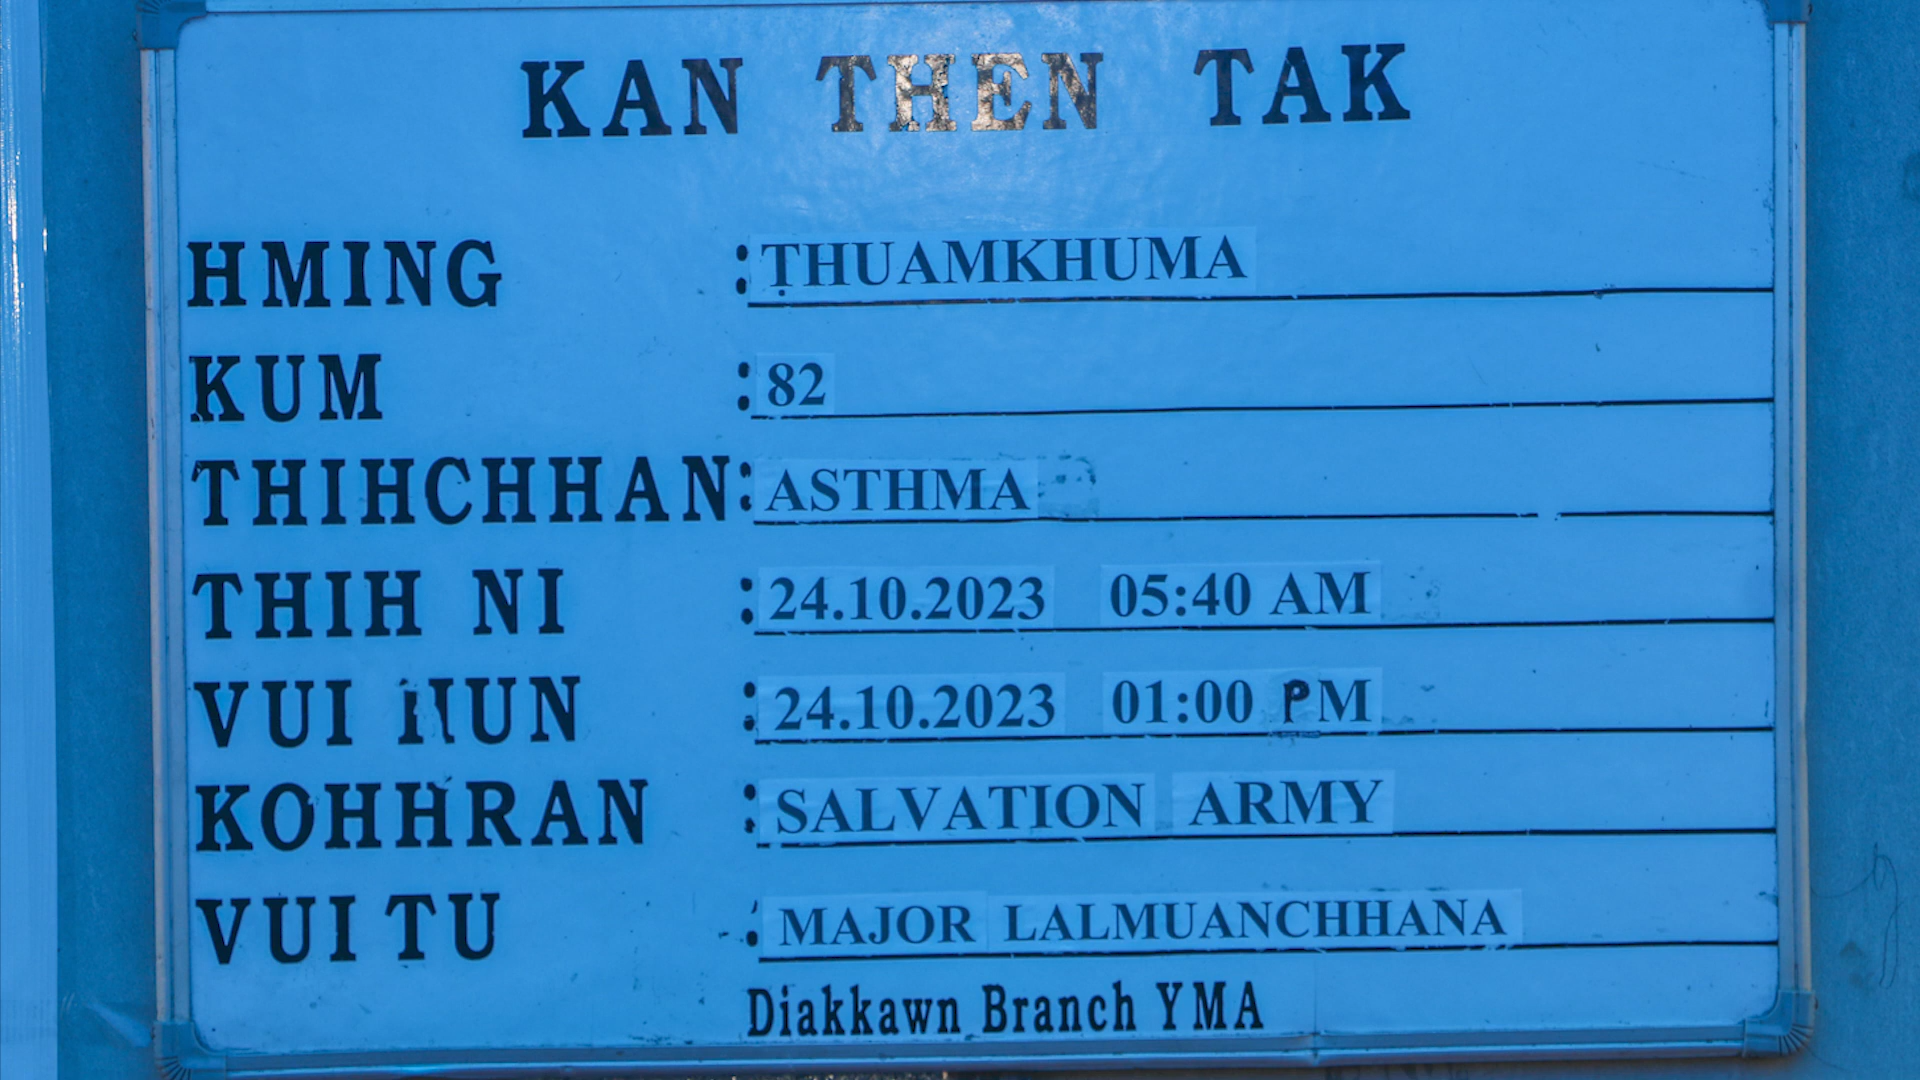 KAN THEN TAK
HMING : ṬHUAMKHUMA
KUM : 82
THIHCHHAN : ASTHMA
THIH NI : 24.10.2023 05:40 AM
VUI HUN : 24.10.2023 01:00 PM
KOHHRAN : SALVATION ARMY
VUI TU : MAJOR LALMUANCHHANA
Diakkawn Branch YMA